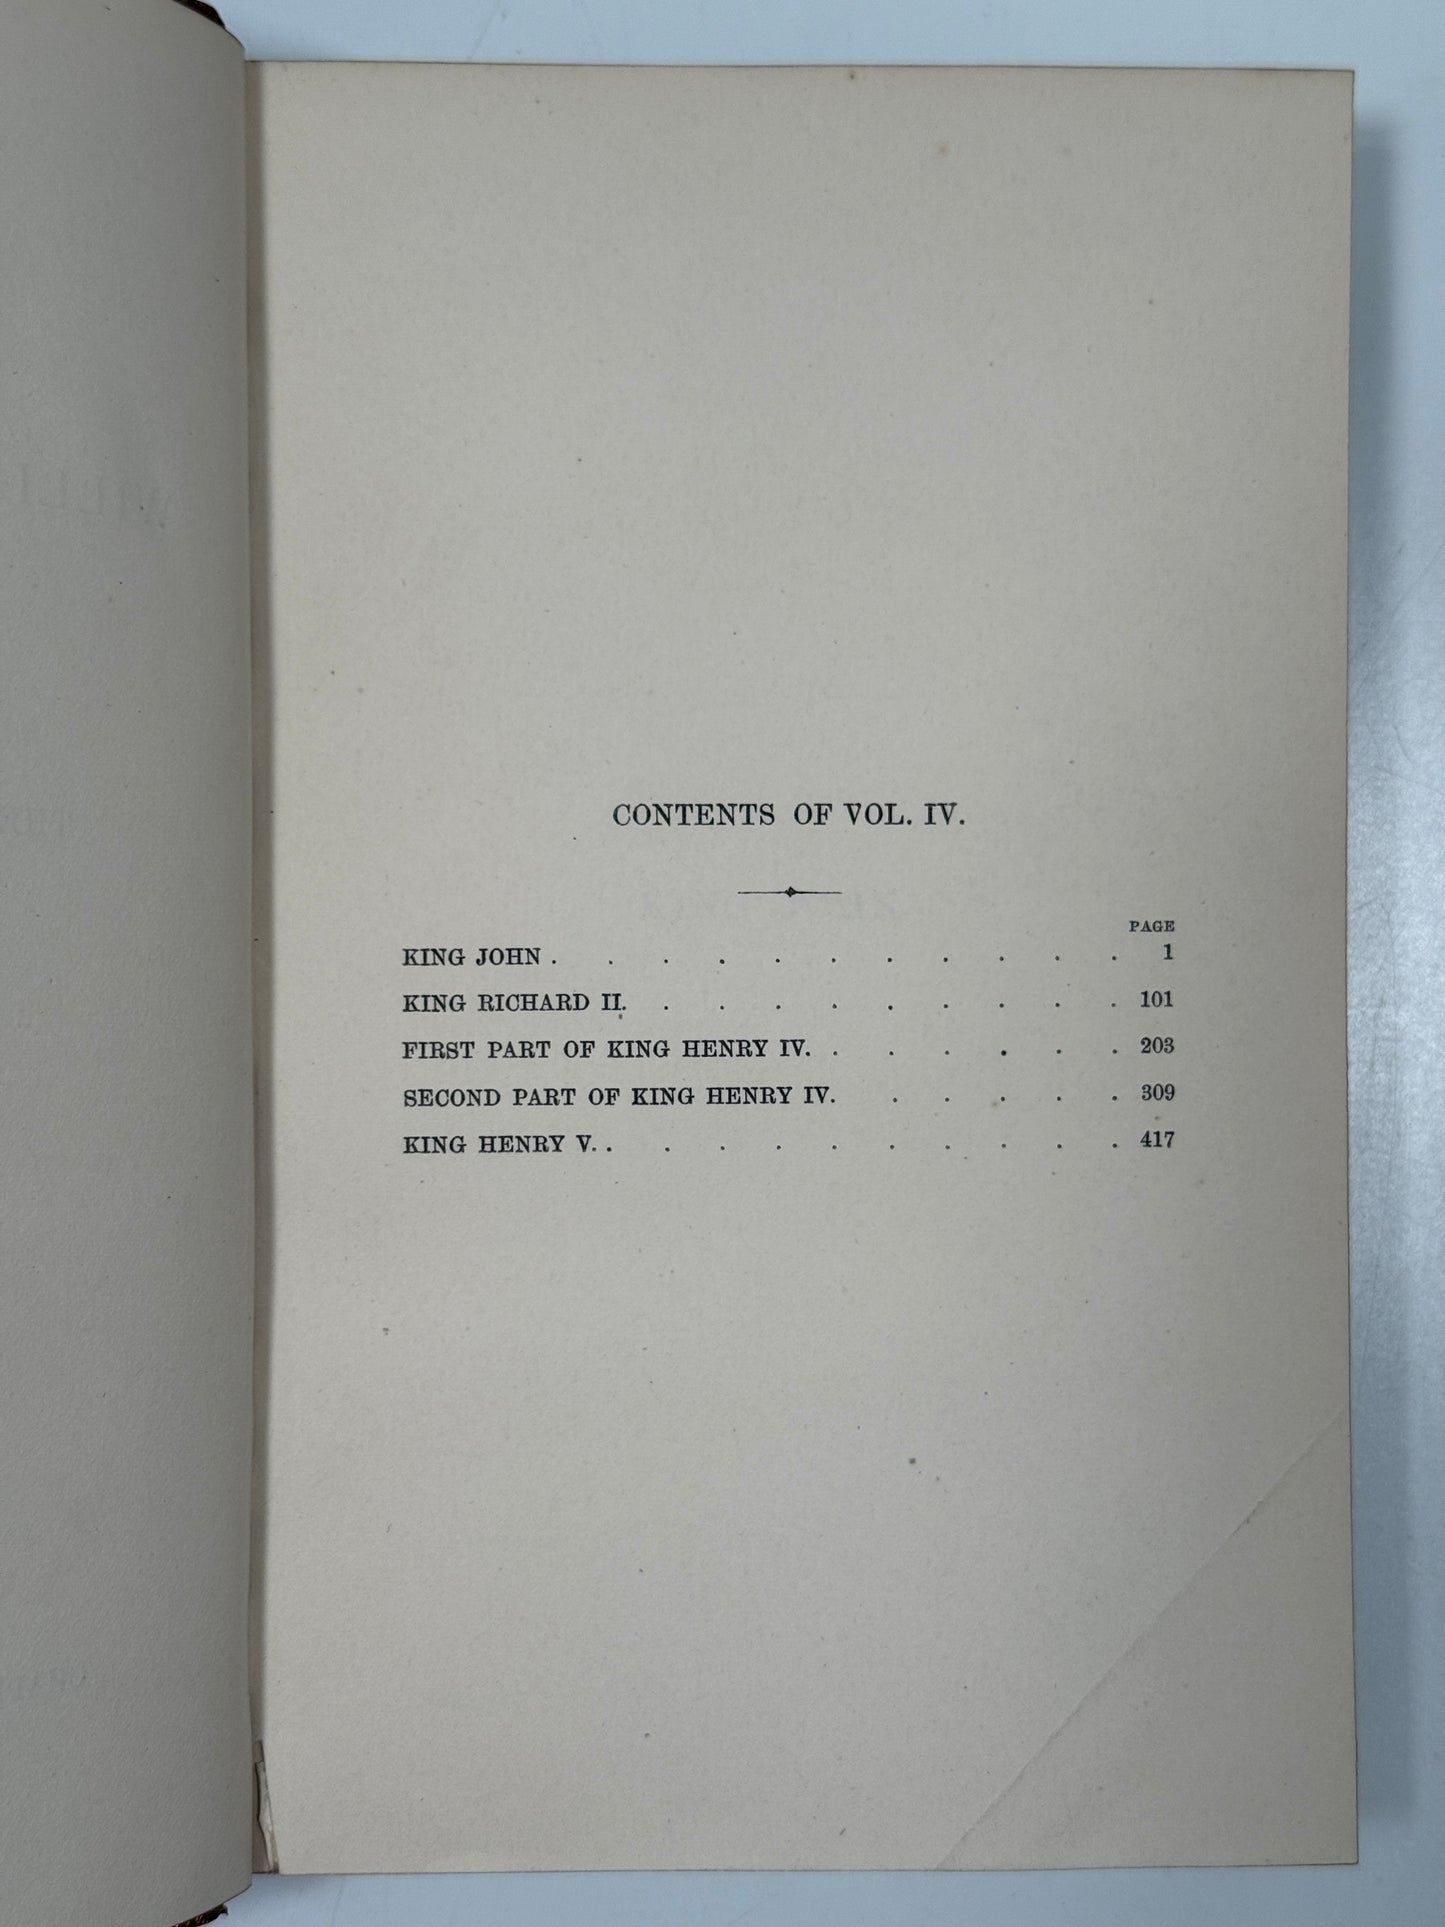 CONTENTS OF VOL. IV.
PAGE
KING JOHN . . . . . . . . . . . 1
KING RICHARD II. . . . . . . . . . 101
FIRST PART OF KING HENRY IV. . . . . . . 203
SECOND PART OF KING HENRY IV. . . . . . 309
KING HENRY V. . . . . . . . . . . 417